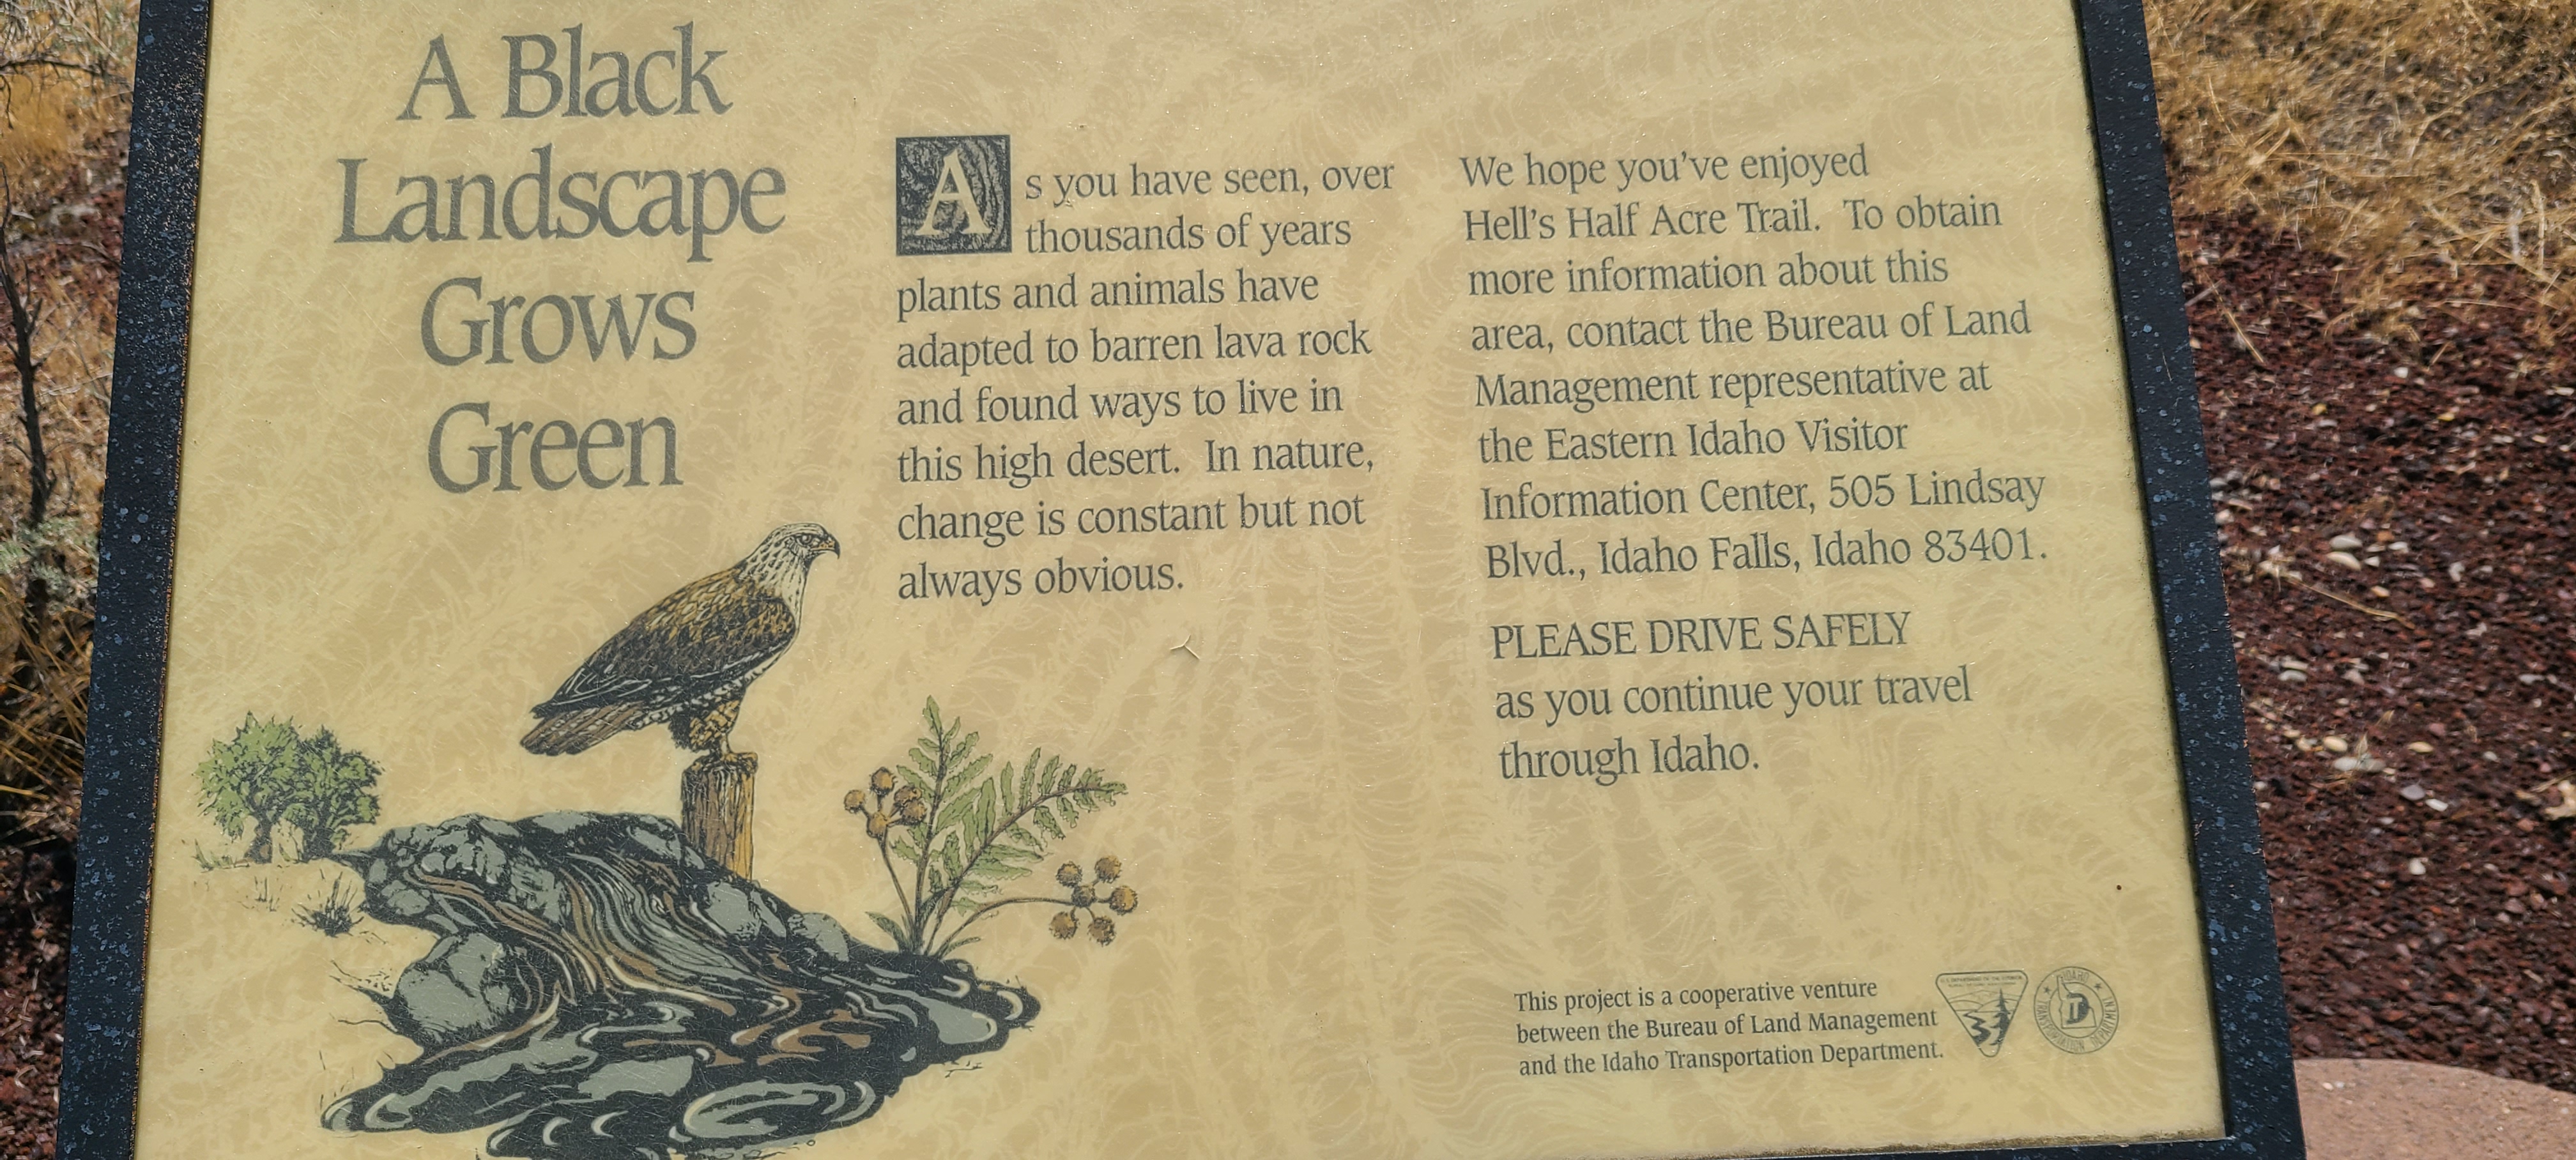 A Black
Landscape
Grows
Green
As you have seen, over
thousands of years
plants and animals have
adapted to barren lava rock
and found ways to live in
this high desert. In nature,
change is constant but not
always obvious.
We hope you've enjoyed
Hell's Half Acre Trail. To obtain
more information about this
area, contact the Bureau of Land
Management representative at
the Eastern Idaho Visitor
Information Center, 505 Lindsay
Blvd., Idaho Falls, Idaho 83401.
PLEASE DRIVE SAFELY
as you continue your travel
through Idaho.
This project is a cooperative venture
between the Bureau of Land Management
and the Idaho Transportation Department.
IDAHO
TRANSPORTATION DEPARTMENT